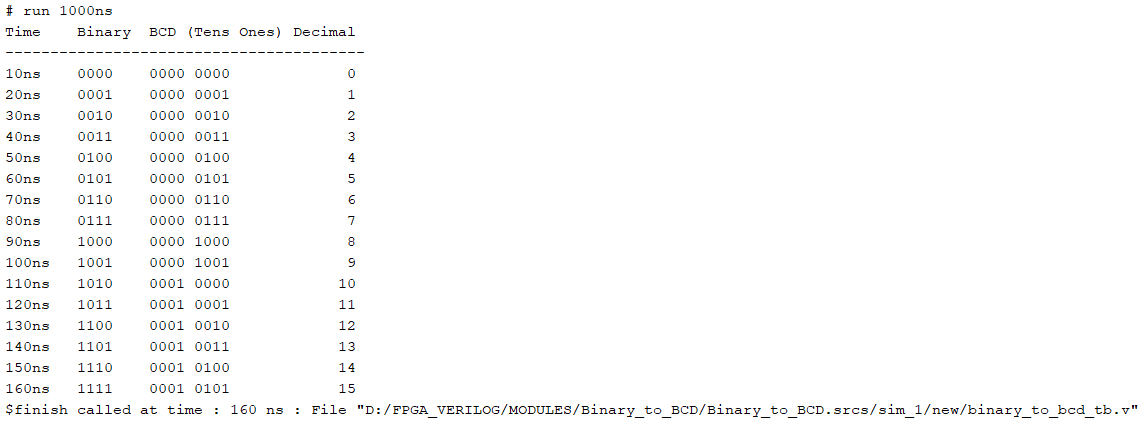 # run 1000ns
Time    Binary  BCD (Tens Ones) Decimal
----------------------------------------
10ns    0000    0000 0000             0
20ns    0001    0000 0001             1
30ns    0010    0000 0010             2
40ns    0011    0000 0011             3
50ns    0100    0000 0100             4
60ns    0101    0000 0101             5
70ns    0110    0000 0110             6
80ns    0111    0000 0111             7
90ns    1000    0000 1000             8
100ns   1001    0000 1001             9
110ns   1010    0001 0000            10
120ns   1011    0001 0001            11
130ns   1100    0001 0010            12
140ns   1101    0001 0011            13
150ns   1110    0001 0100            14
160ns   1111    0001 0101            15
$finish called at time : 160 ns : File "D:/FPGA_VERILOG/MODULES/Binary_to_BCD/Binary_to_BCD.srcs/sim_1/new/binary_to_bcd_tb.v"